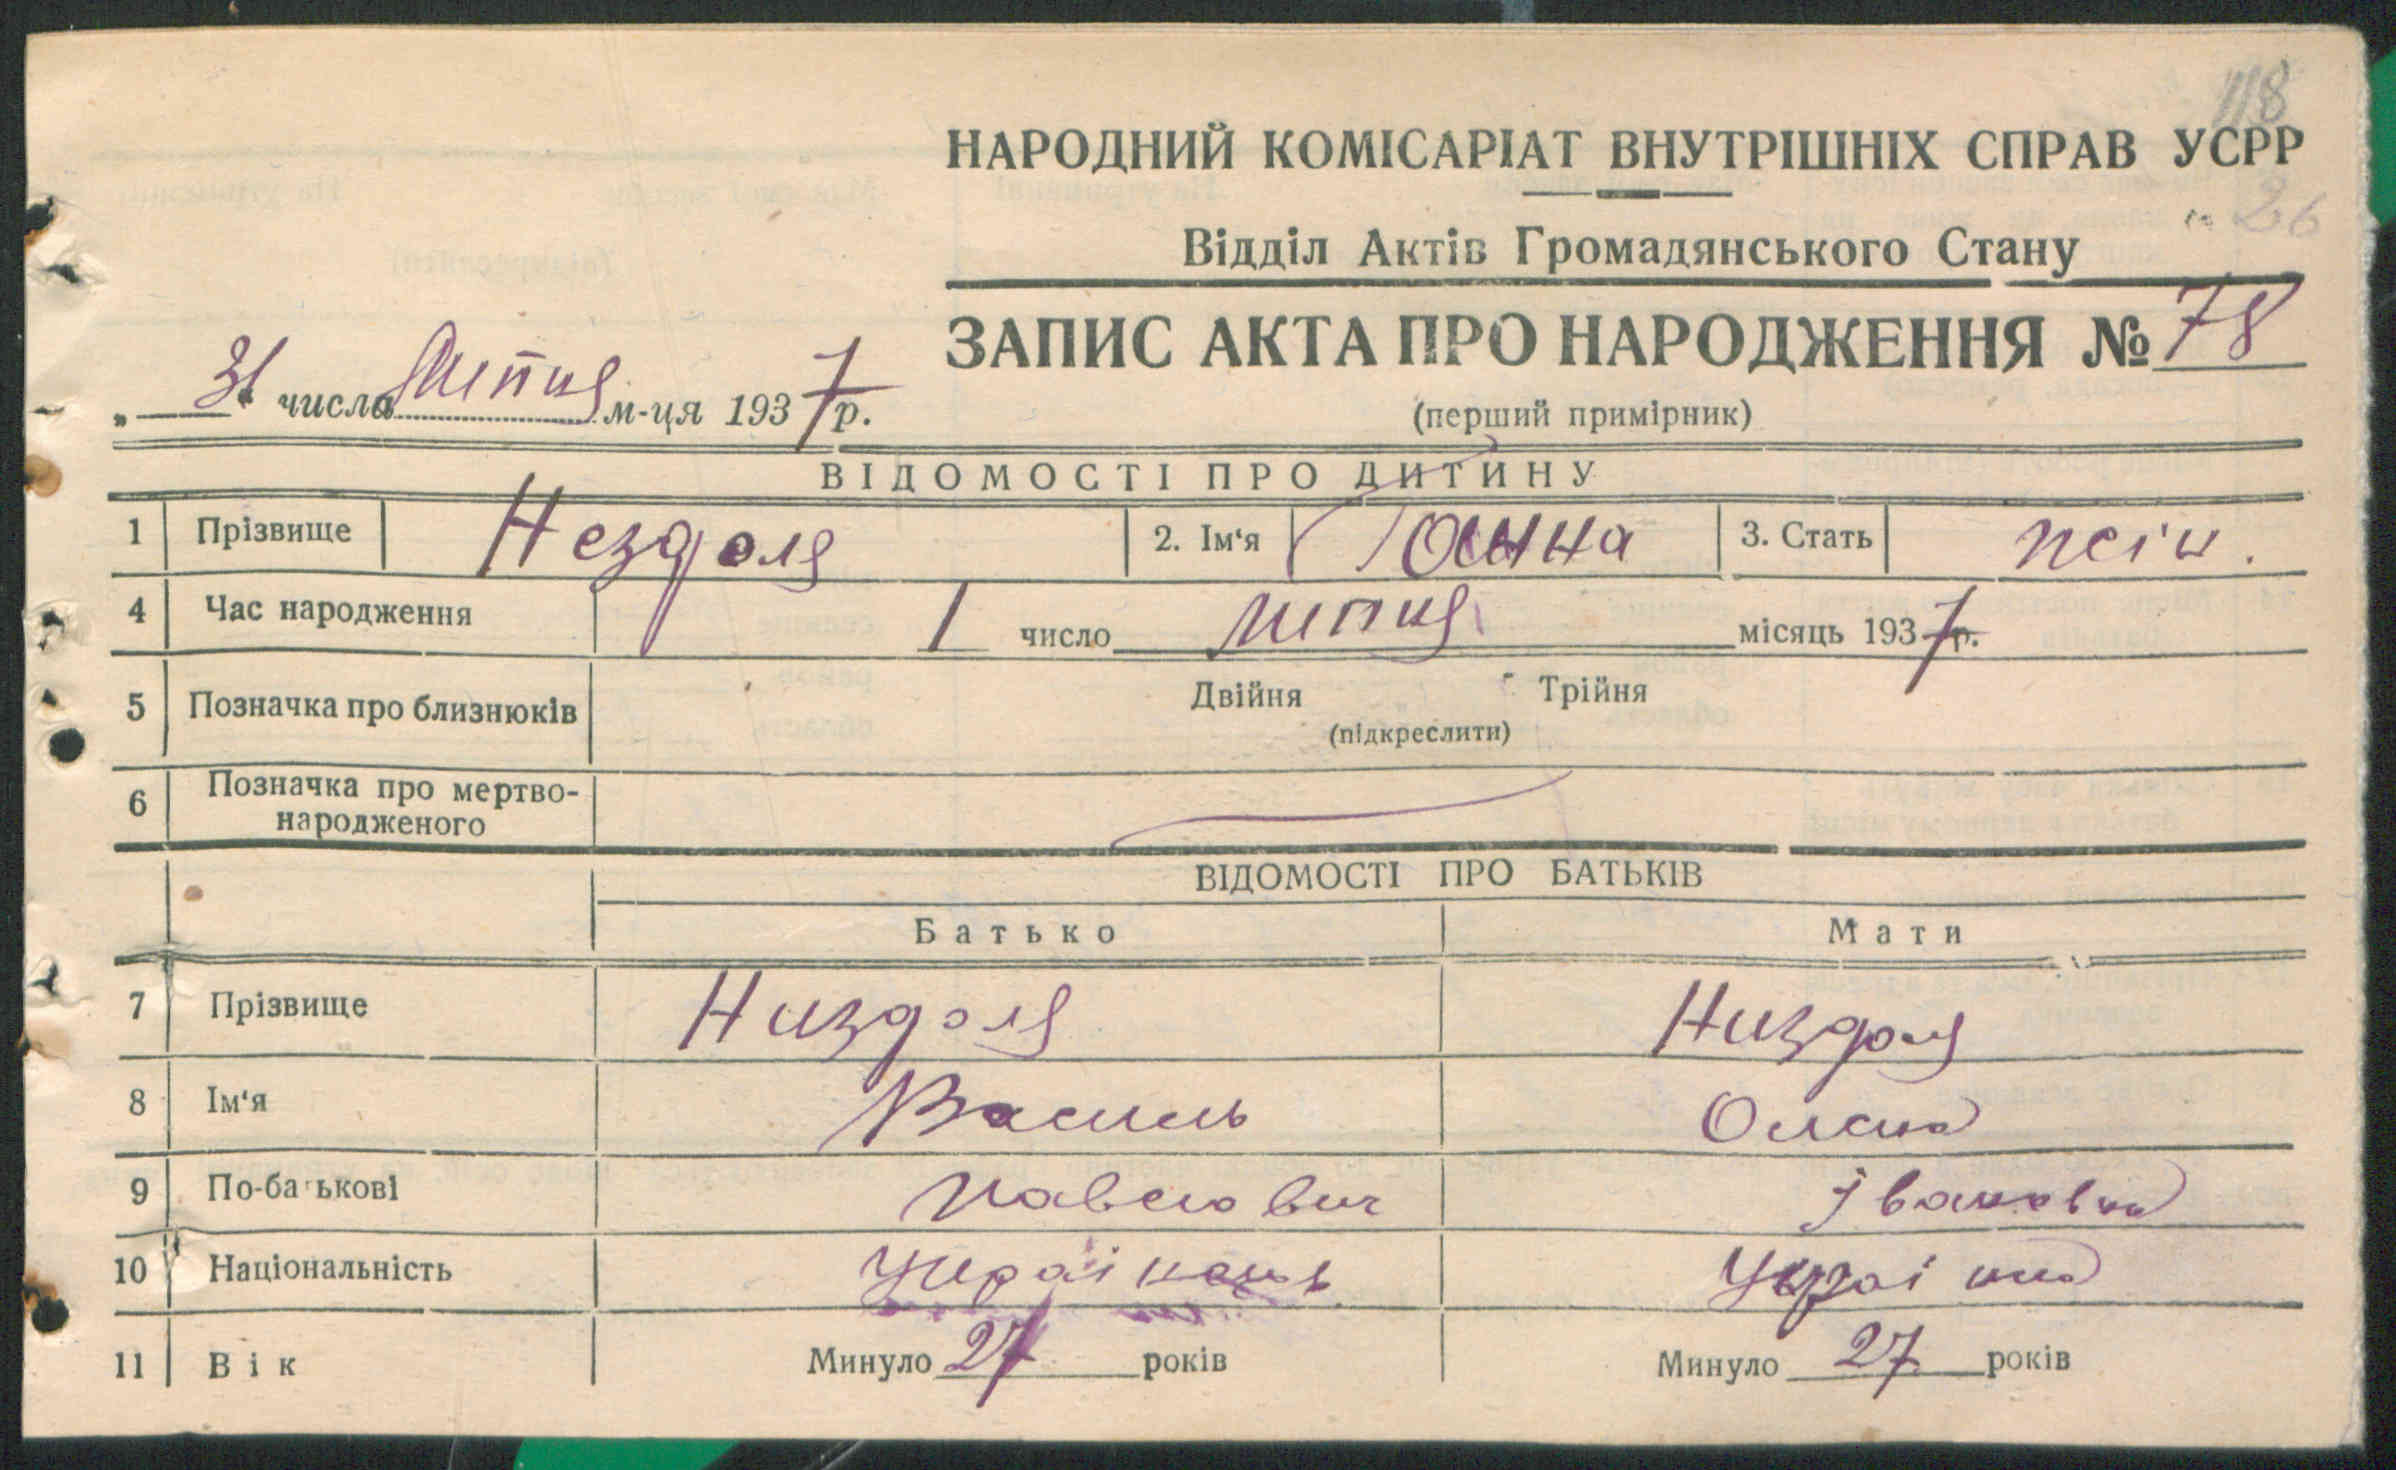 118
НАРОДНИЙ КОМІСАРІАТ ВНУТРІШНІХ СПРАВ УСРР
26
Відділ Актів Громадянського Стану
ЗАПИС АКТА ПРО НАРОДЖЕННЯ № 78
„ 31 " числа липня м-ця 1937 р.
(перший примірник)
ВІДОМОСТІ ПРО ДИТИНУ
1 Прізвище Нездоля 2. Ім'я Ганна 3. Стать жін.
4 Час народження 1 число липня місяць 1937 р.
5 Позначка про близнюків Двійня Трійня
(підкреслити)
6 Позначка про мертво-
народженого
ВІДОМОСТІ ПРО БАТЬКІВ
Батько Мати
7 Прізвище Низдоля Низдоля
8 Ім'я Василь Олена
9 По-батькові Павлович Івановна
10 Національність Українець Українка
11 Вік Минуло 27 років Минуло 27 років